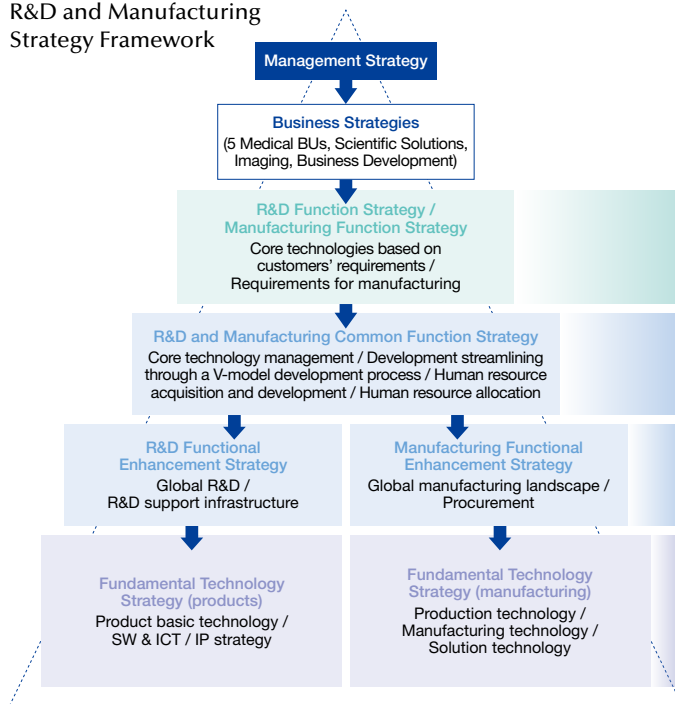 R&D and Manufacturing
Strategy Framework
Management Strategy
Business Strategies
(5 Medical BUs, Scientific Solutions,
Imaging, Business Development)
R&D Function Strategy /
Manufacturing Function Strategy
Core technologies based on
customers’ requirements /
Requirements for manufacturing
R&D and Manufacturing Common Function Strategy
Core technology management / Development streamlining
through a V-model development process / Human resource
acquisition and development / Human resource allocation
R&D Functional
Enhancement Strategy
Global R&D /
R&D support infrastructure
Manufacturing Functional
Enhancement Strategy
Global manufacturing landscape /
Procurement
Fundamental Technology
Strategy (products)
Product basic technology /
SW & ICT / IP strategy
Fundamental Technology
Strategy (manufacturing)
Production technology /
Manufacturing technology /
Solution technology